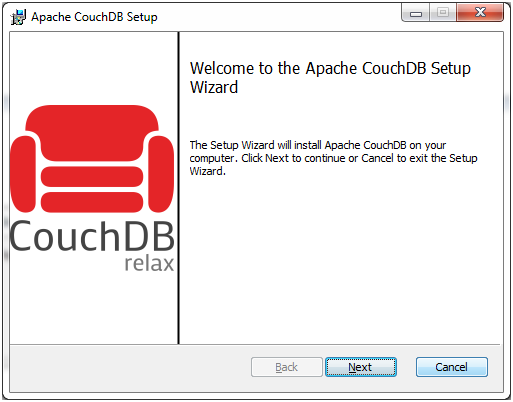 Apache CouchDB Setup
Welcome to the Apache CouchDB Setup
Wizard
The Setup Wizard will install Apache CouchDB on your
computer. Click Next to continue or Cancel to exit the Setup
Wizard.
CouchDB
relax
Back
Next
Cancel